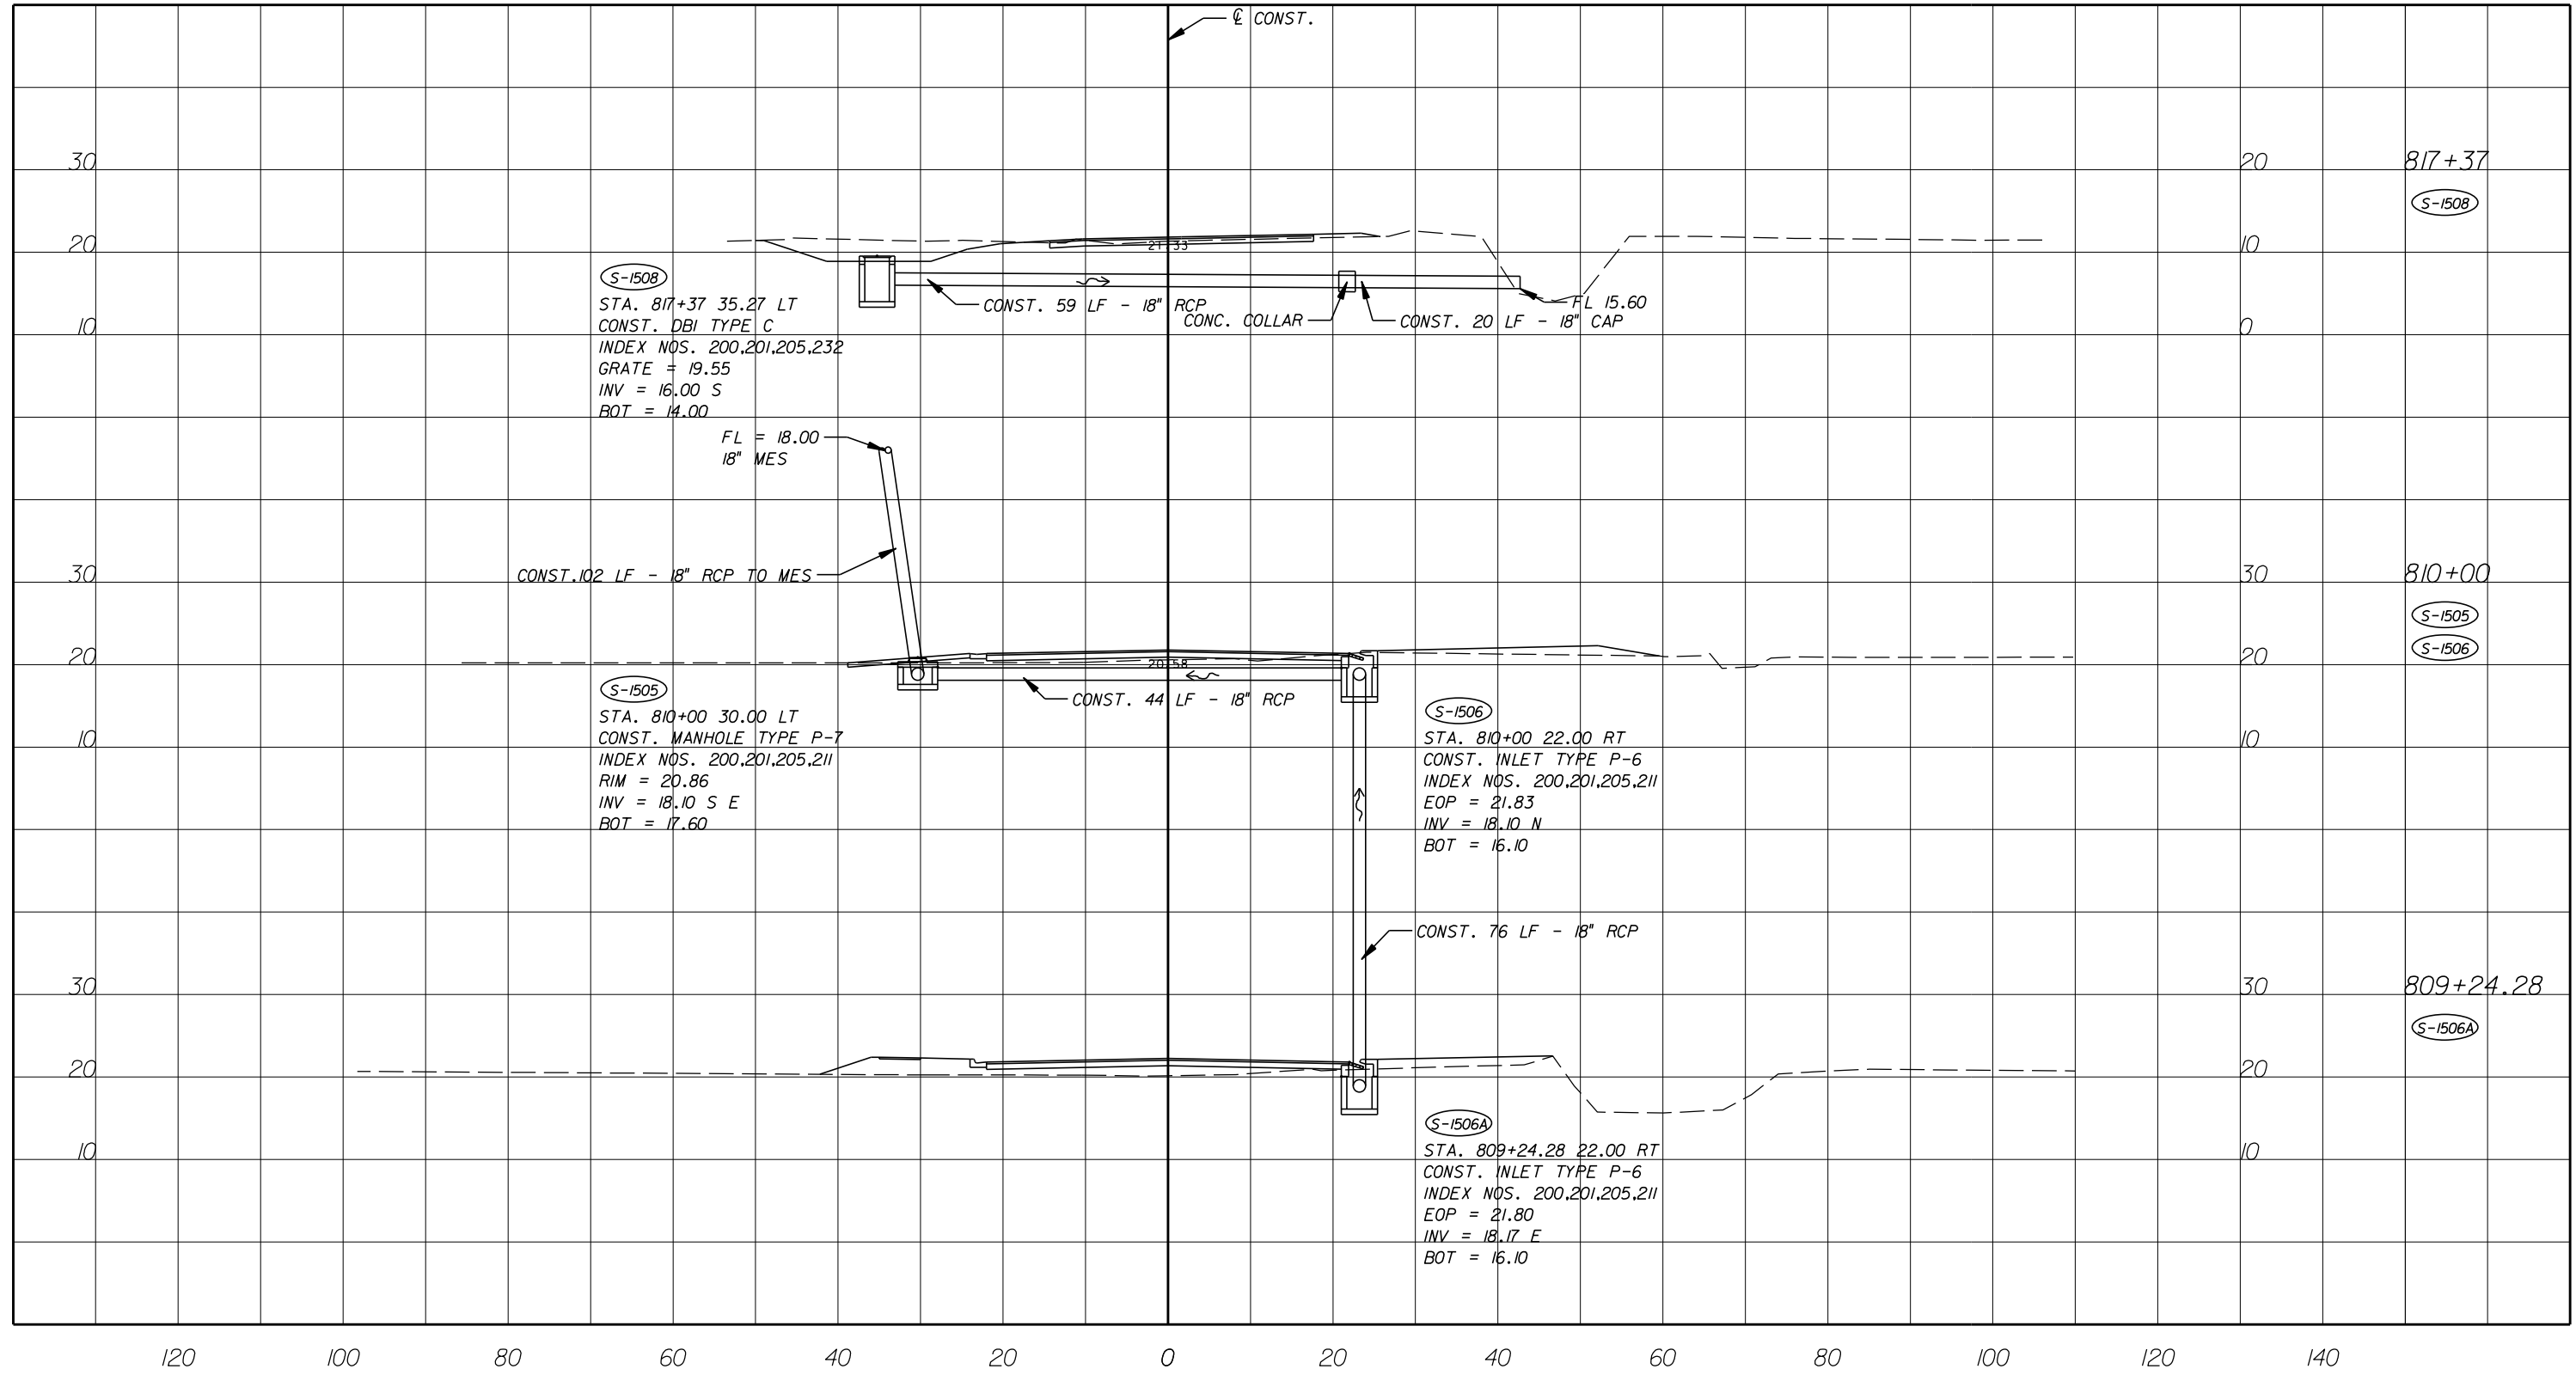 ℄ CONST.
30 20 817+37
S-1508
20 21.33 10
S-1508
STA. 817+37 35.27 LT
CONST. DBI TYPE C
INDEX NOS. 200,201,205,232
GRATE = 19.55
INV = 16.00 S
BOT = 14.00
CONST. 59 LF - 18" RCP
CONC. COLLAR
CONST. 20 LF - 18" CAP
FL 15.60
10 0
FL = 18.00
18" MES
CONST.102 LF - 18" RCP TO MES
30 30 810+00
S-1505
S-1506
20 20.58 20
S-1505
STA. 810+00 30.00 LT
CONST. MANHOLE TYPE P-7
INDEX NOS. 200,201,205,211
RIM = 20.86
INV = 18.10 S E
BOT = 17.60
CONST. 44 LF - 18" RCP
S-1506
STA. 810+00 22.00 RT
CONST. INLET TYPE P-6
INDEX NOS. 200,201,205,211
EOP = 21.83
INV = 18.10 N
BOT = 16.10
10 10
CONST. 76 LF - 18" RCP
30 30 809+24.28
S-1506A
20 20
S-1506A
STA. 809+24.28 22.00 RT
CONST. INLET TYPE P-6
INDEX NOS. 200,201,205,211
EOP = 21.80
INV = 18.17 E
BOT = 16.10
10 10
120 100 80 60 40 20 0 20 40 60 80 100 120 140